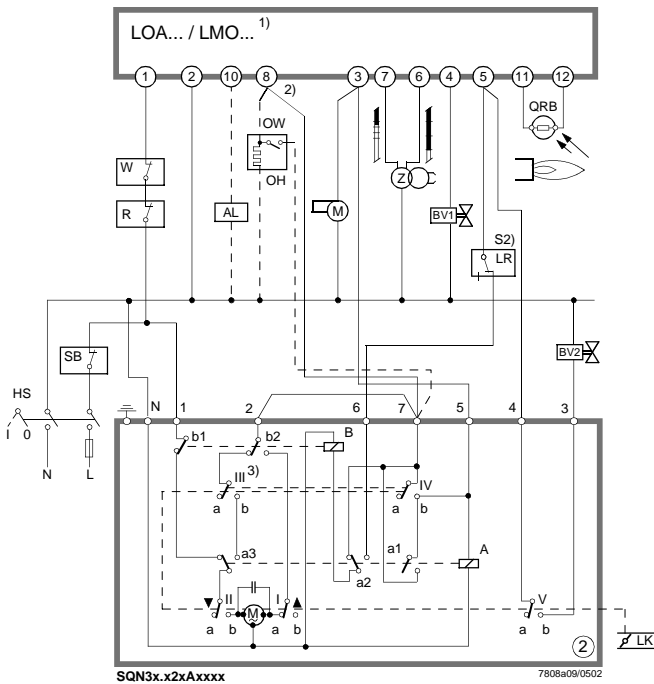 LOA... / LMO... 1)
1 2 10 8 3 7 6 4 5 11 12
2)
QRB
OW
W
OH
Z
R
AL
M
BV1
S2)
LR
SB
BV2
HS
N 1 2 6 7 5 4 3
I 0
B
b1 b2
N L
III 3) IV
a b a b
A
a3 a1
a2
II I V
M
a b a b a b
2
LK
SQN3x.x2xAxxxx
7808a09/0502